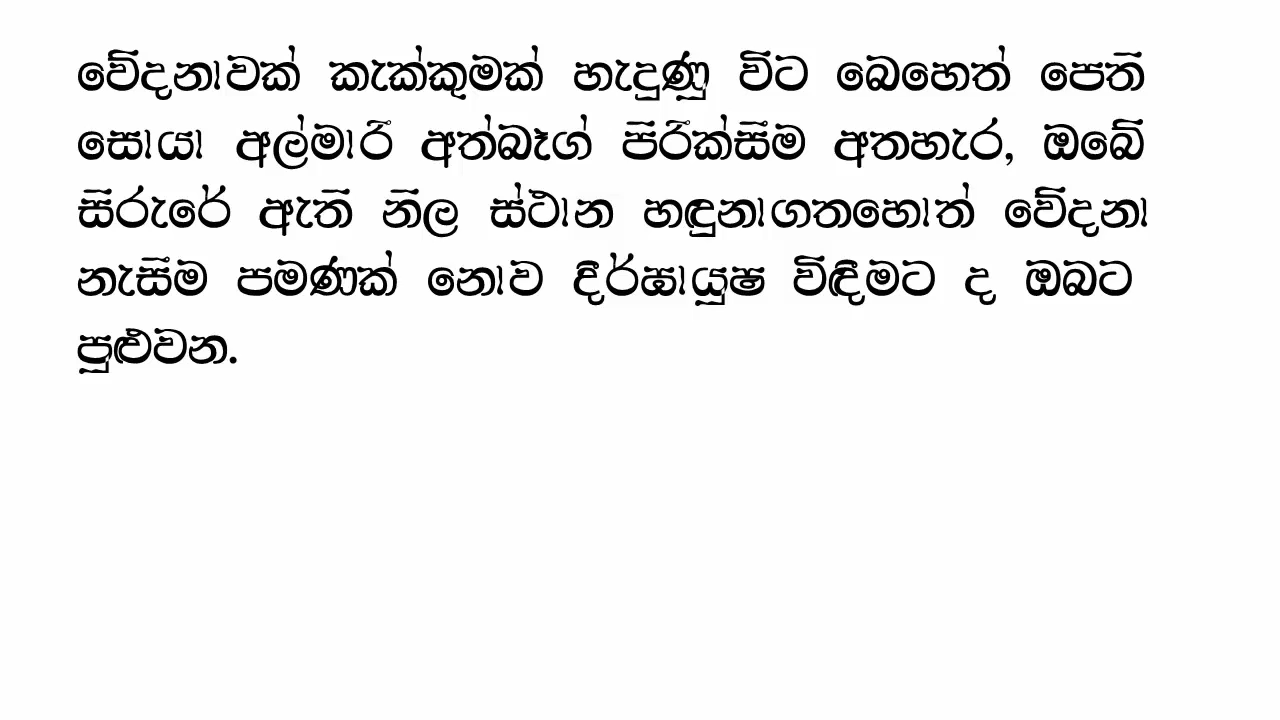 වේදනාවක් කැක්කුමක් හැදුණු විට බෙහෙත් පෙති
සොයා අල්මාරි අත්බෑග් පිරික්සීම අතහැර, ඔබේ
සිරුරේ ඇති නිල ස්ථාන හඳුනාගතහොත් වේදනා
නැසීම පමණක් නොව දීර්ඝායුෂ විඳීමට ද ඔබට
පුළුවන.